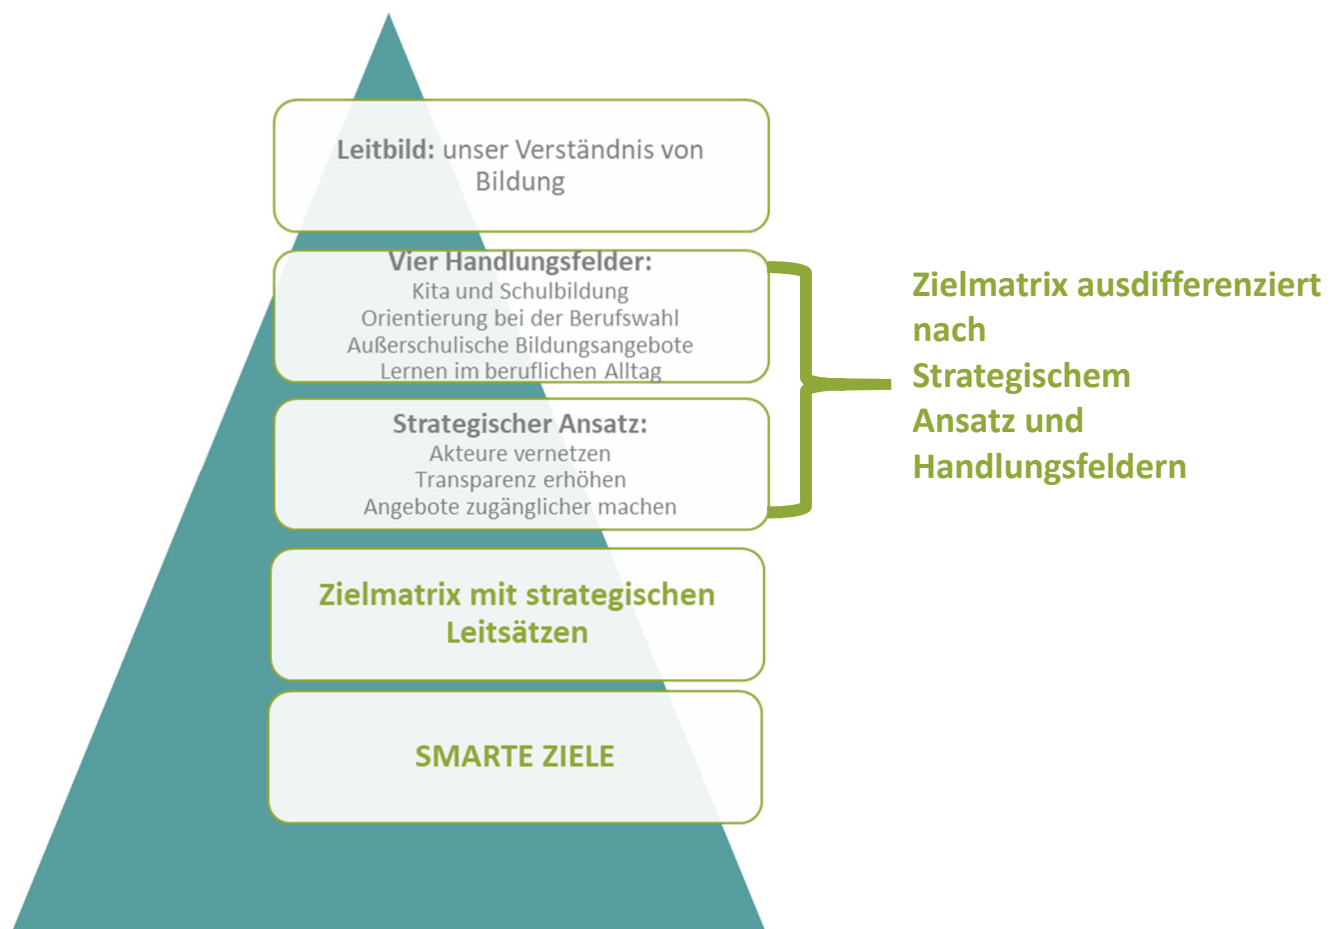 Leitbild: unser Verständnis von
Bildung
Vier Handlungsfelder:
Kita und Schulbildung
Orientierung bei der Berufswahl
Außerschulische Bildungsangebote
Lernen im beruflichen Alltag
Strategischer Ansatz:
Akteure vernetzen
Transparenz erhöhen
Angebote zugänglicher machen
Zielmatrix ausdifferenziert
nach
Strategischem
Ansatz und
Handlungsfeldern
Zielmatrix mit strategischen
Leitsätzen
SMARTE ZIELE